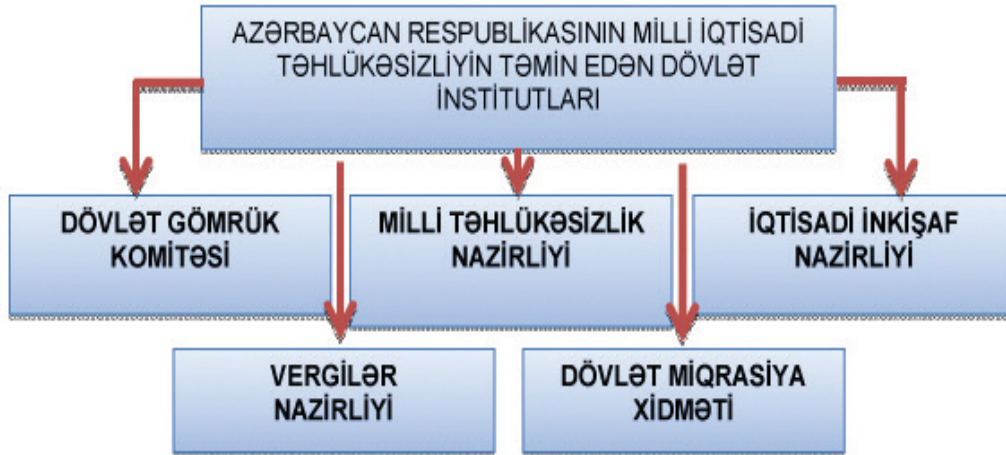 AZƏRBAYCAN RESPUBLİKASININ MİLLİ İQTİSADİ
TƏHLÜKƏSİZLİYİN TƏMİN EDƏN DÖVLƏT
İNSTİTUTLARI
DÖVLƏT GÖMRÜK
KOMİTƏSİ
MİLLİ TƏHLÜKƏSİZLİK
NAZİRLİYİ
İQTİSADİ İNKİŞAF
NAZİRLİYİ
VERGİLƏR
NAZİRLİYİ
DÖVLƏT MİQRASİYA
XİDMƏTİ